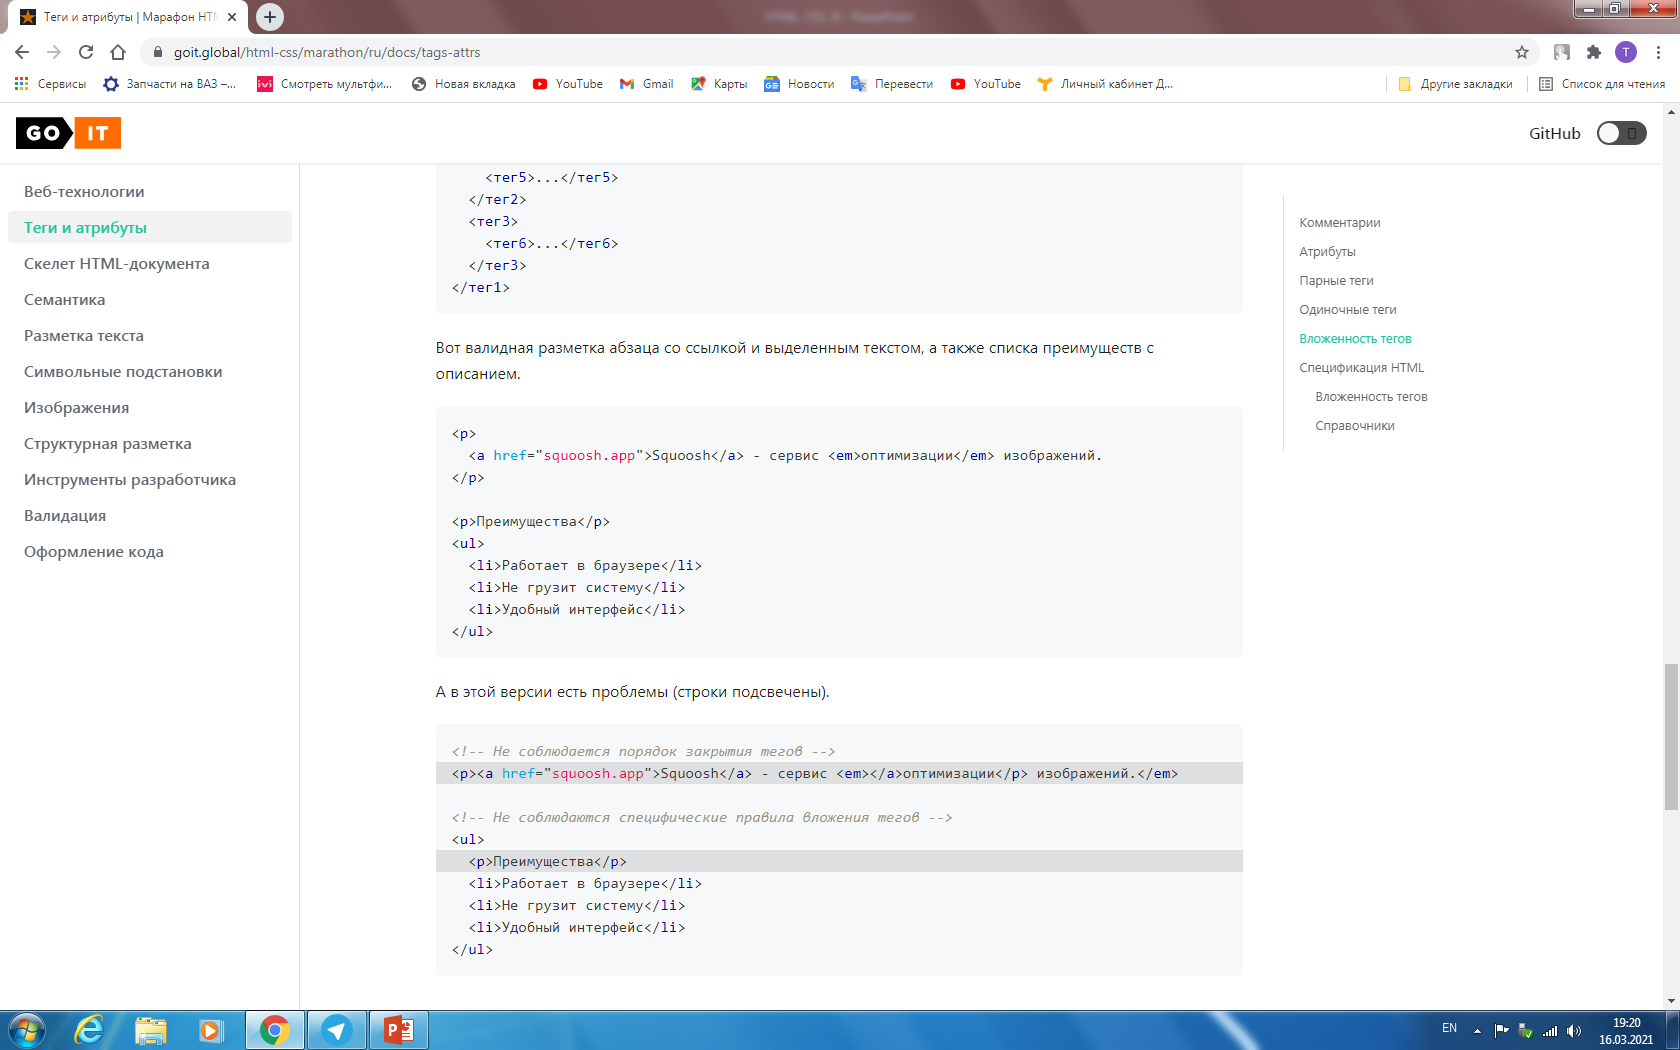 Теги и атрибуты | Марафон HTM
goit.global/html-css/marathon/ru/docs/tags-attrs
T
Сервисы
Запчасти на ВАЗ –...
ivi
Смотреть мультфи...
Новая вкладка
YouTube
Gmail
Карты
Новости
Перевести
YouTube
Личный кабинет Д...
Другие закладки
Список для чтения
GO IT
GitHub
Веб-технологии
Теги и атрибуты
Скелет HTML-документа
Семантика
Разметка текста
Символьные подстановки
Изображения
Структурная разметка
Инструменты разработчика
Валидация
Оформление кода
<тег5>...</тег5>
</тег2>
<тег3>
<тег6>...</тег6>
</тег3>
</тег1>
Вот валидная разметка абзаца со ссылкой и выделенным текстом, а также списка преимуществ с
описанием.
<p>
<a href="squoosh.app">Squoosh</a> - сервис <em>оптимизации</em> изображений.
</p>
<p>Преимущества</p>
<ul>
<li>Работает в браузере</li>
<li>Не грузит систему</li>
<li>Удобный интерфейс</li>
</ul>
А в этой версии есть проблемы (строки подсвечены).
<!-- Не соблюдается порядок закрытия тегов -->
<p><a href="squoosh.app">Squoosh</a> - сервис <em></a>оптимизации</p> изображений.</em>
<!-- Не соблюдаются специфические правила вложения тегов -->
<ul>
<p>Преимущества</p>
<li>Работает в браузере</li>
<li>Не грузит систему</li>
<li>Удобный интерфейс</li>
</ul>
Комментарии
Атрибуты
Парные теги
Одиночные теги
Вложенность тегов
Спецификация HTML
Вложенность тегов
Справочники
EN
19:20
16.03.2021